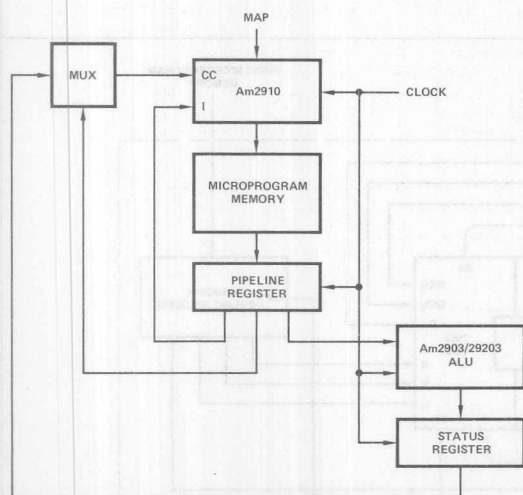 MAP
MUX
CC
Am2910
I
CLOCK
MICROPROGRAM
MEMORY
PIPELINE
REGISTER
Am2903/29203
ALU
STATUS
REGISTER